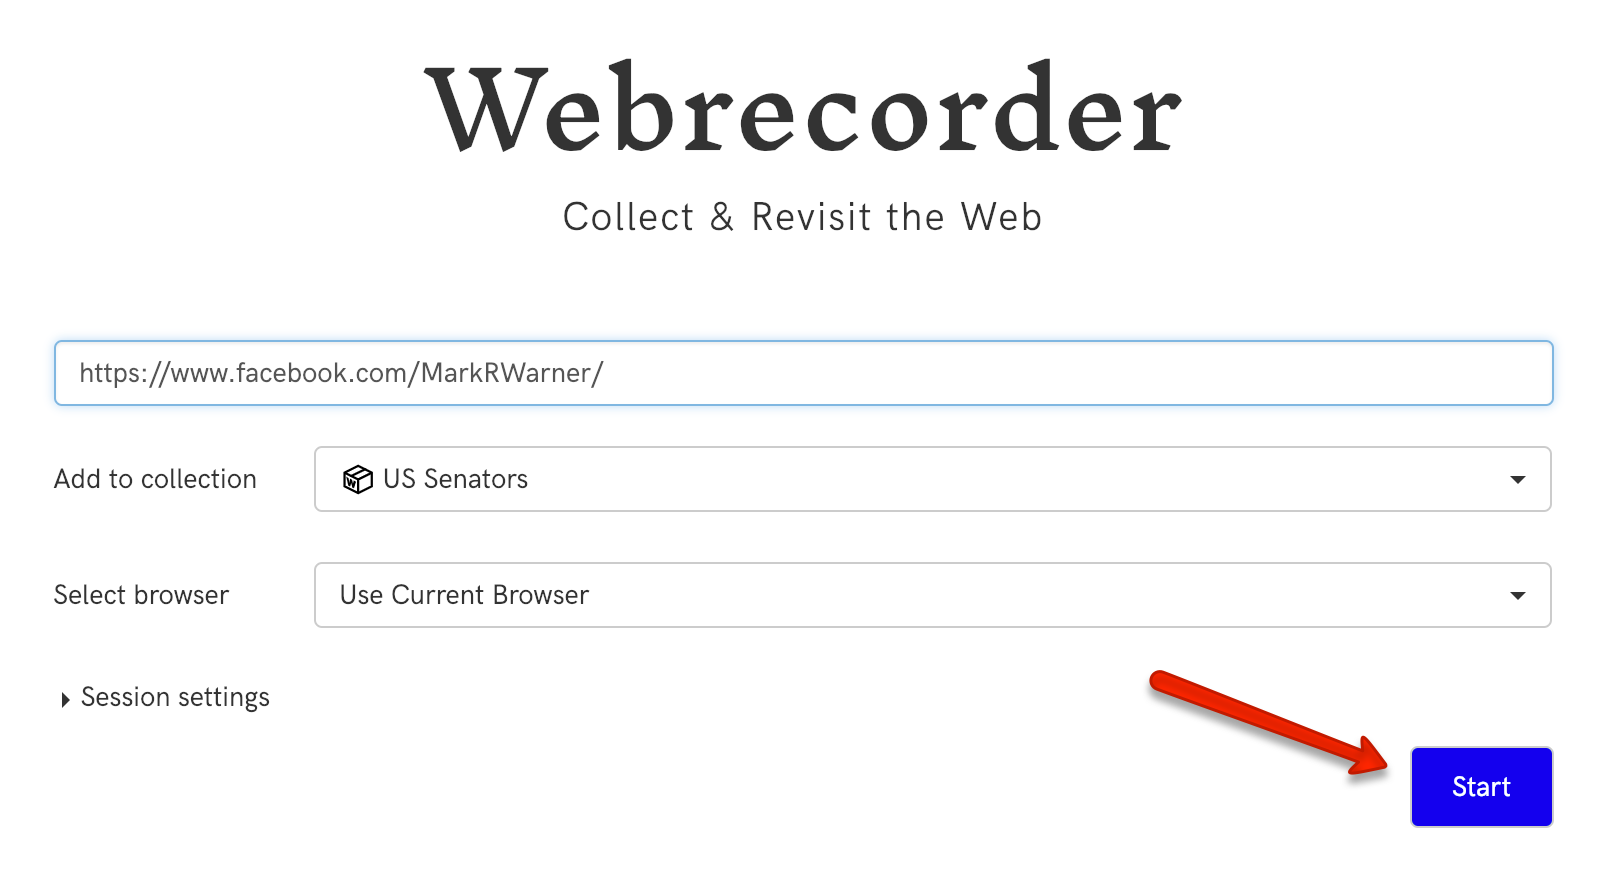 Webrecorder
Collect & Revisit the Web
https://www.facebook.com/MarkRWarner/
Add to collection
US Senators
Select browser
Use Current Browser
Session settings
Start